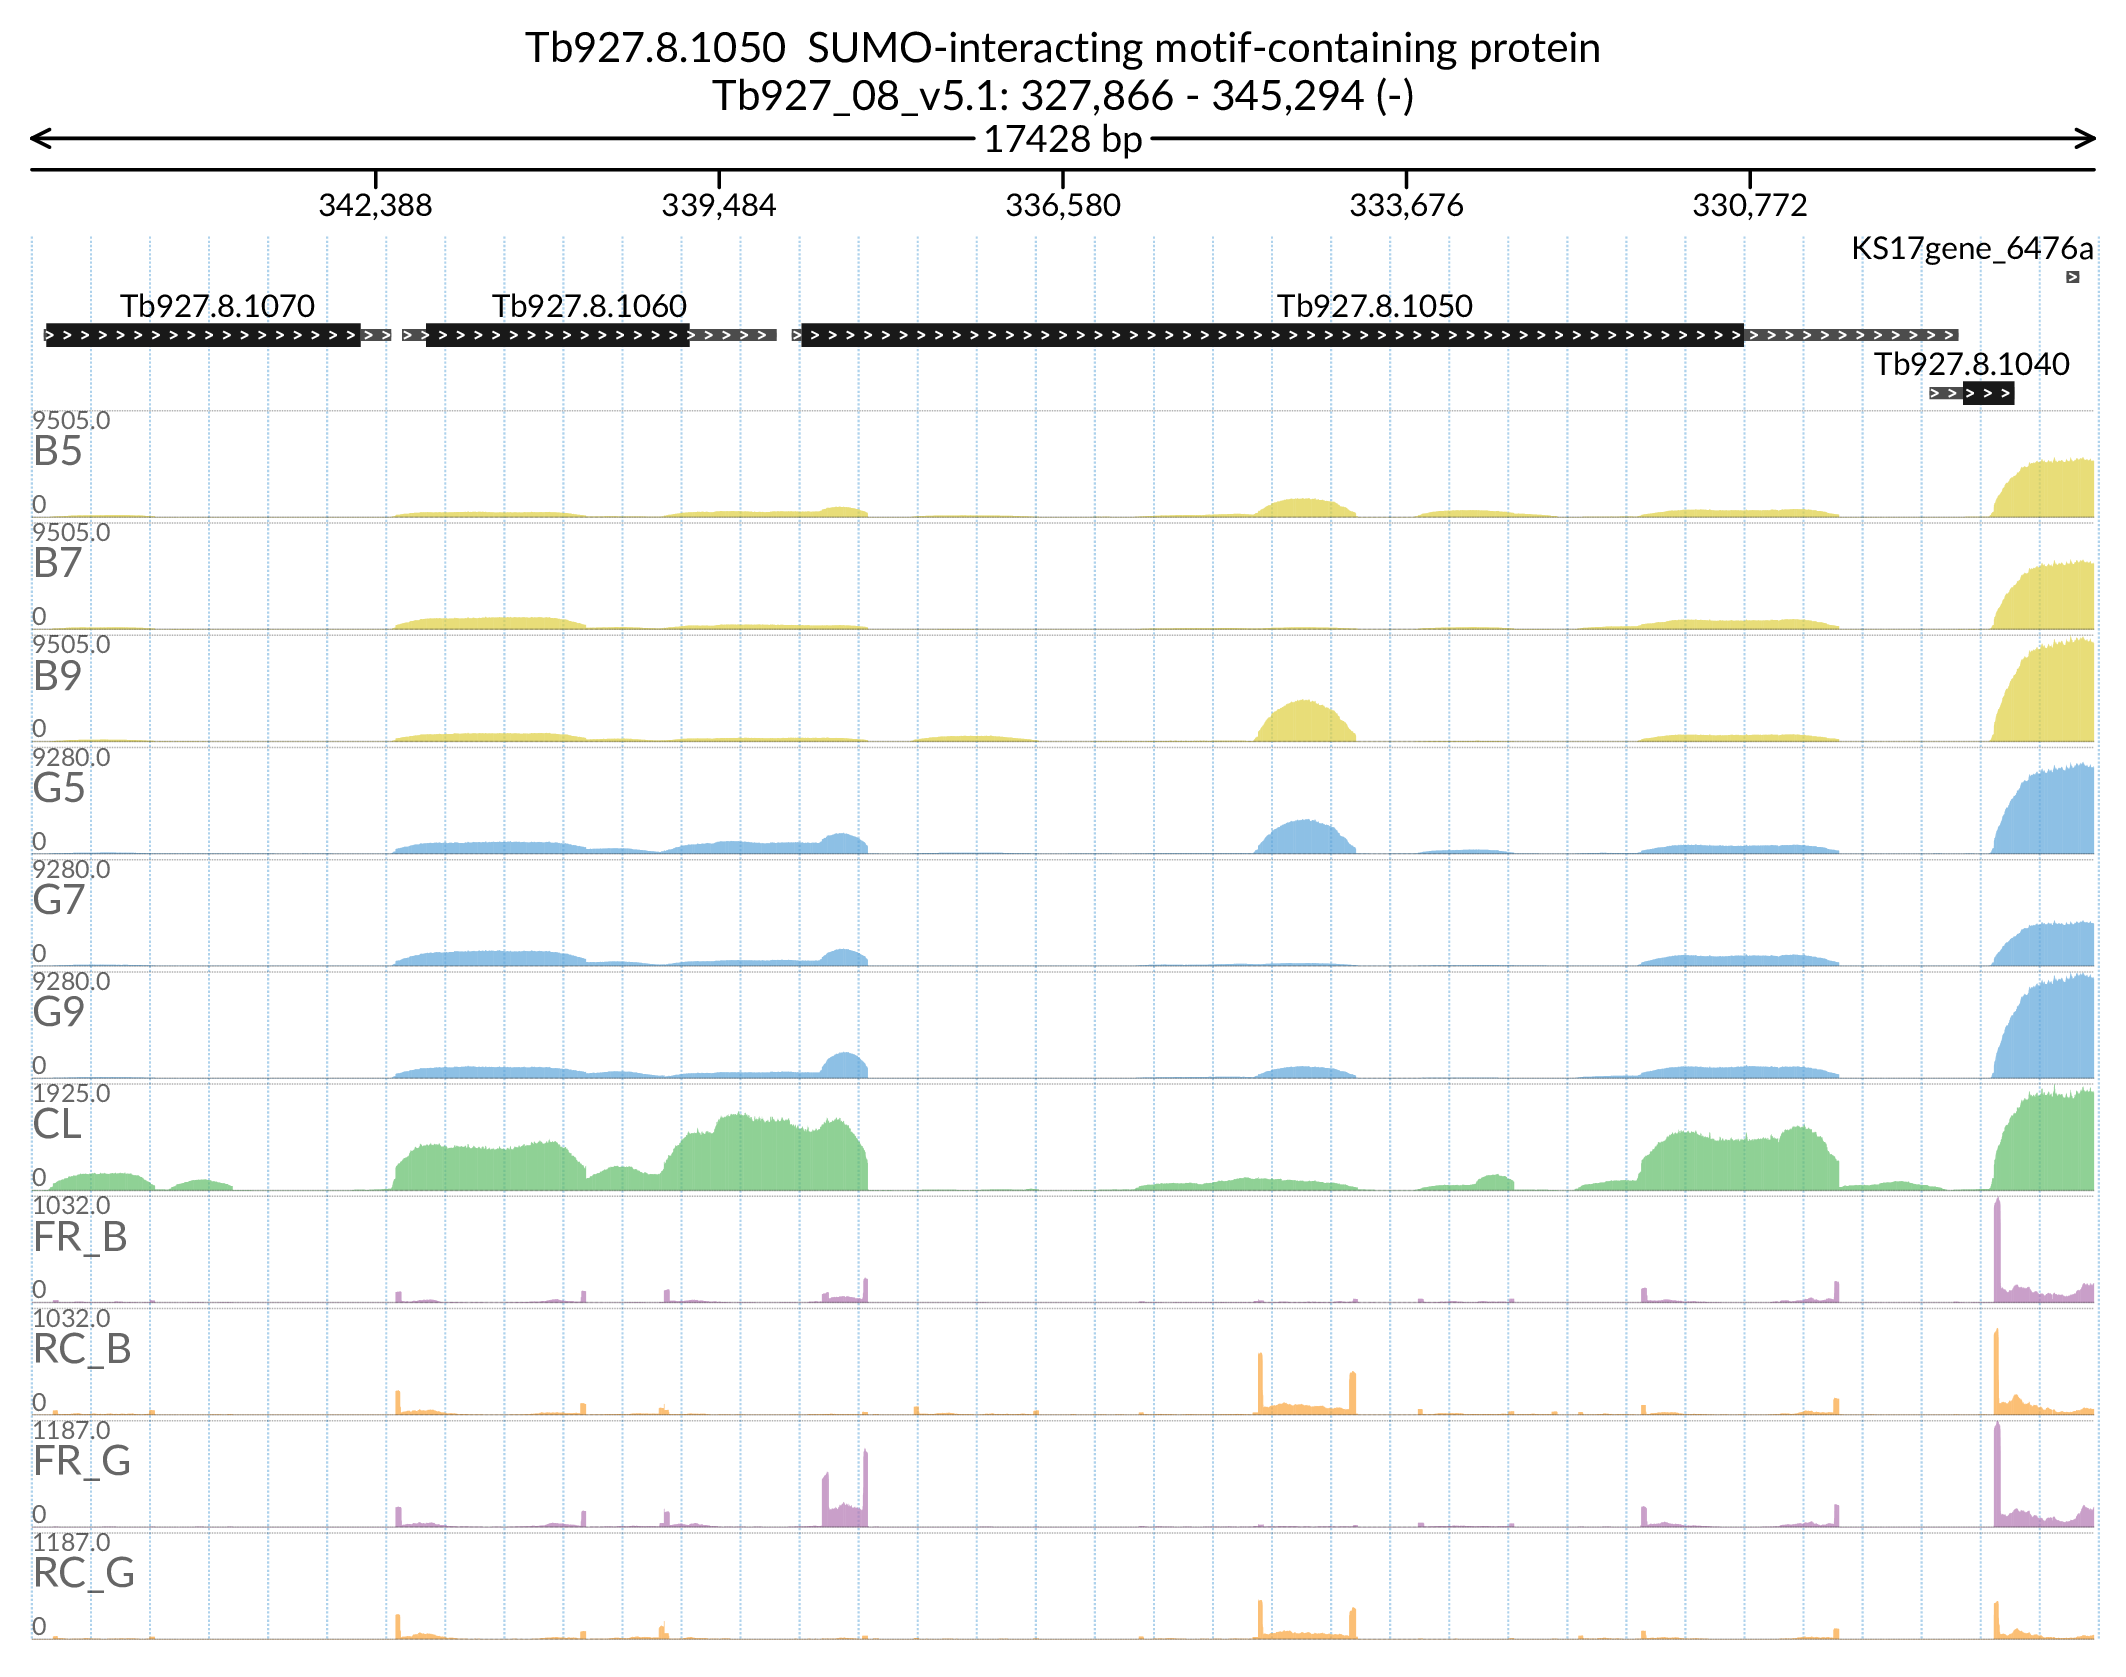 Tb927.8.1050  SUMO-interacting motif-containing protein
Tb927_08_v5.1: 327,866 - 345,294 (-)
17428 bp
342,388 339,484 336,580 333,676 330,772
KS17gene_6476a
Tb927.8.1070 Tb927.8.1060 Tb927.8.1050
Tb927.8.1040
9505.0
B5
0
9505.0
B7
0
9505.0
B9
0
9280.0
G5
0
9280.0
G7
0
9280.0
G9
0
1925.0
CL
0
1032.0
FR_B
0
1032.0
RC_B
0
1187.0
FR_G
0
1187.0
RC_G
0